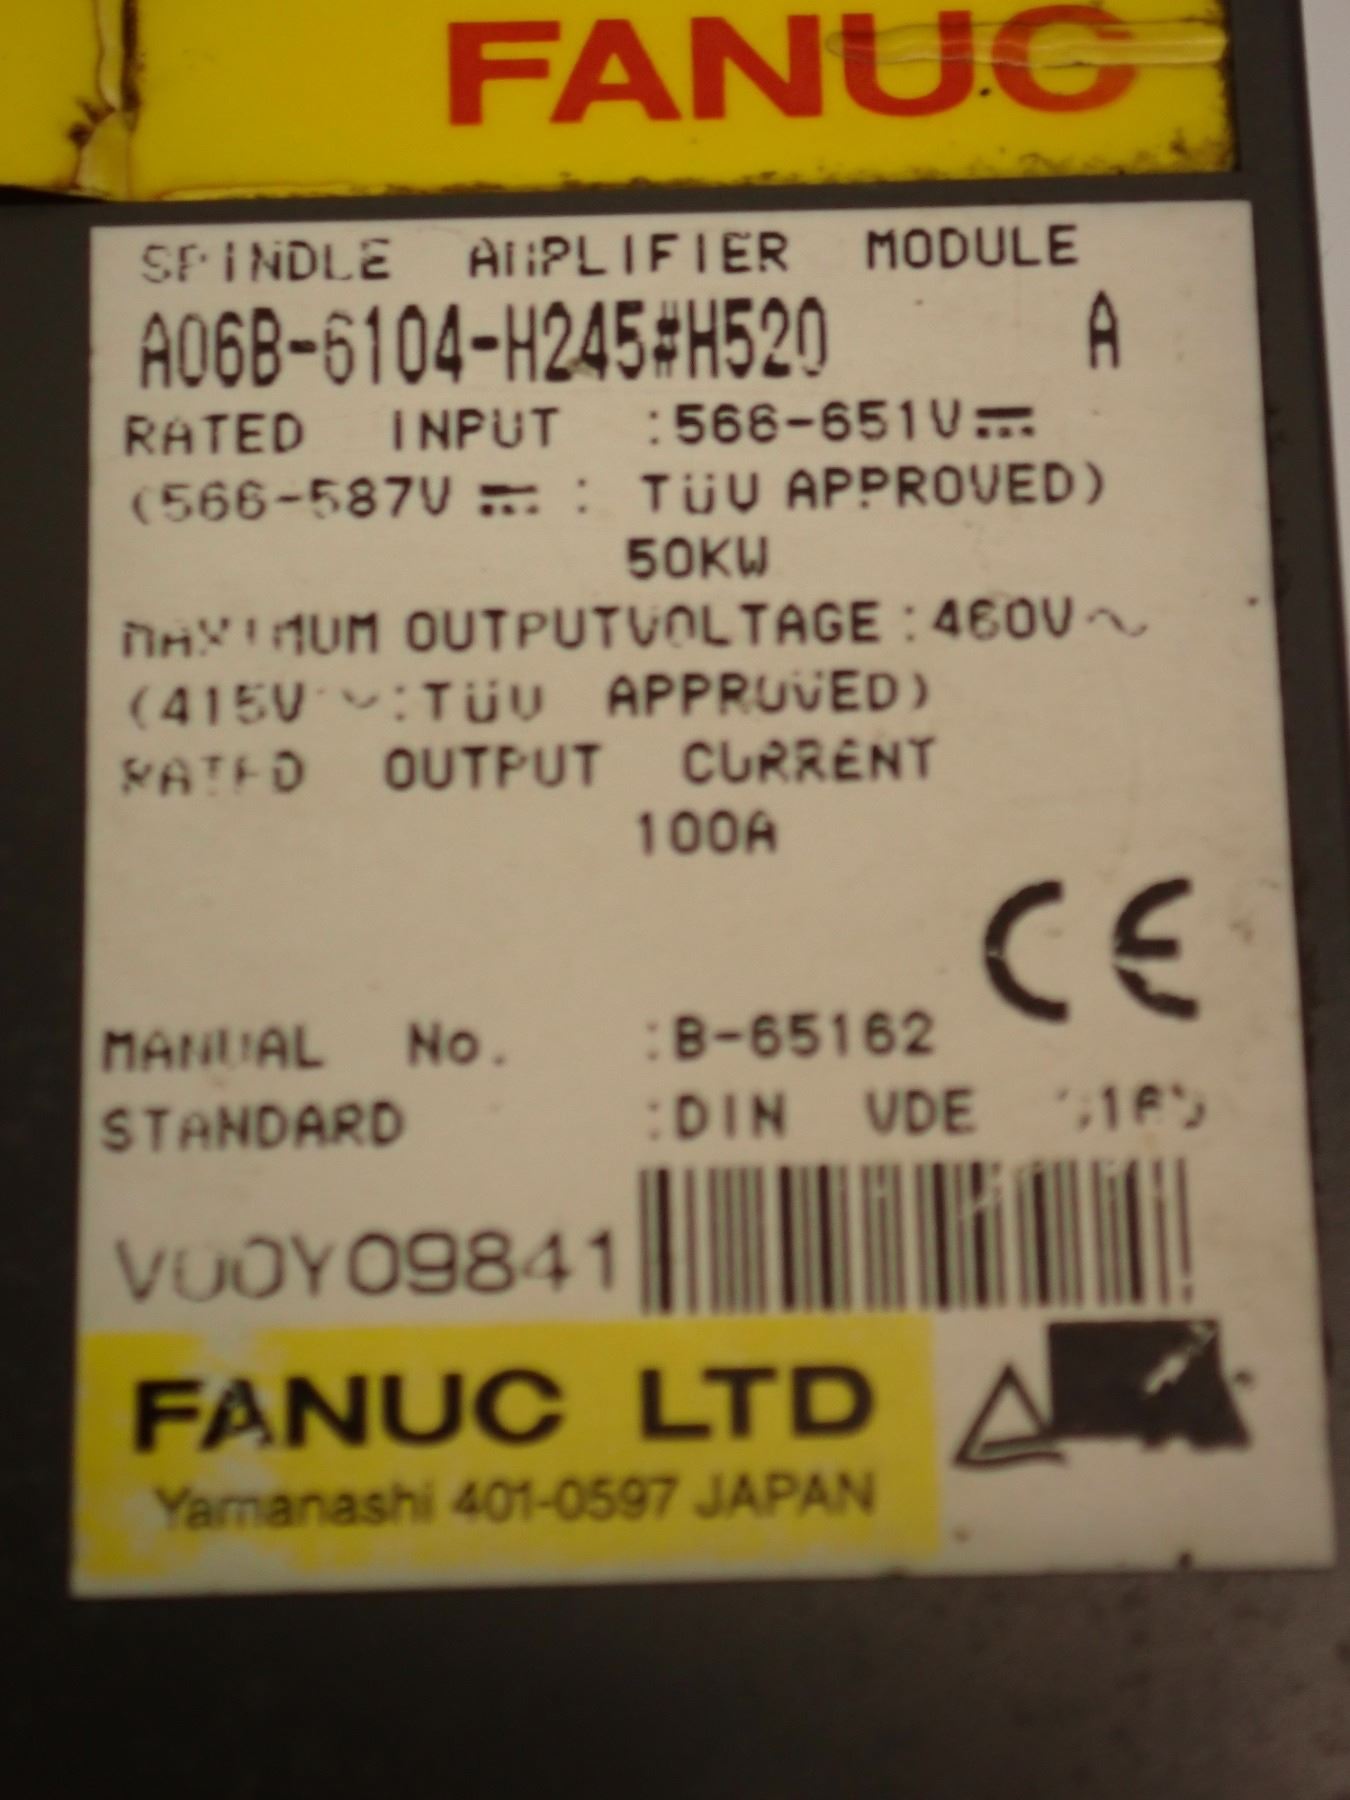 FANUC
SPINDLE AMPLIFIER MODULE
A06B-6104-H245#H520 A
RATED INPUT :566-651V⎓
(566-587V⎓ : TÜV APPROVED)
50KW
MAXIMUM OUTPUTVOLTAGE:460V~
(415V~:TÜV APPROVED)
RATED OUTPUT CURRENT
100A
CE
MANUAL No. :B-65162
STANDARD :DIN VDE
V00Y09841
FANUC LTD
Yamanashi 401-0597 JAPAN